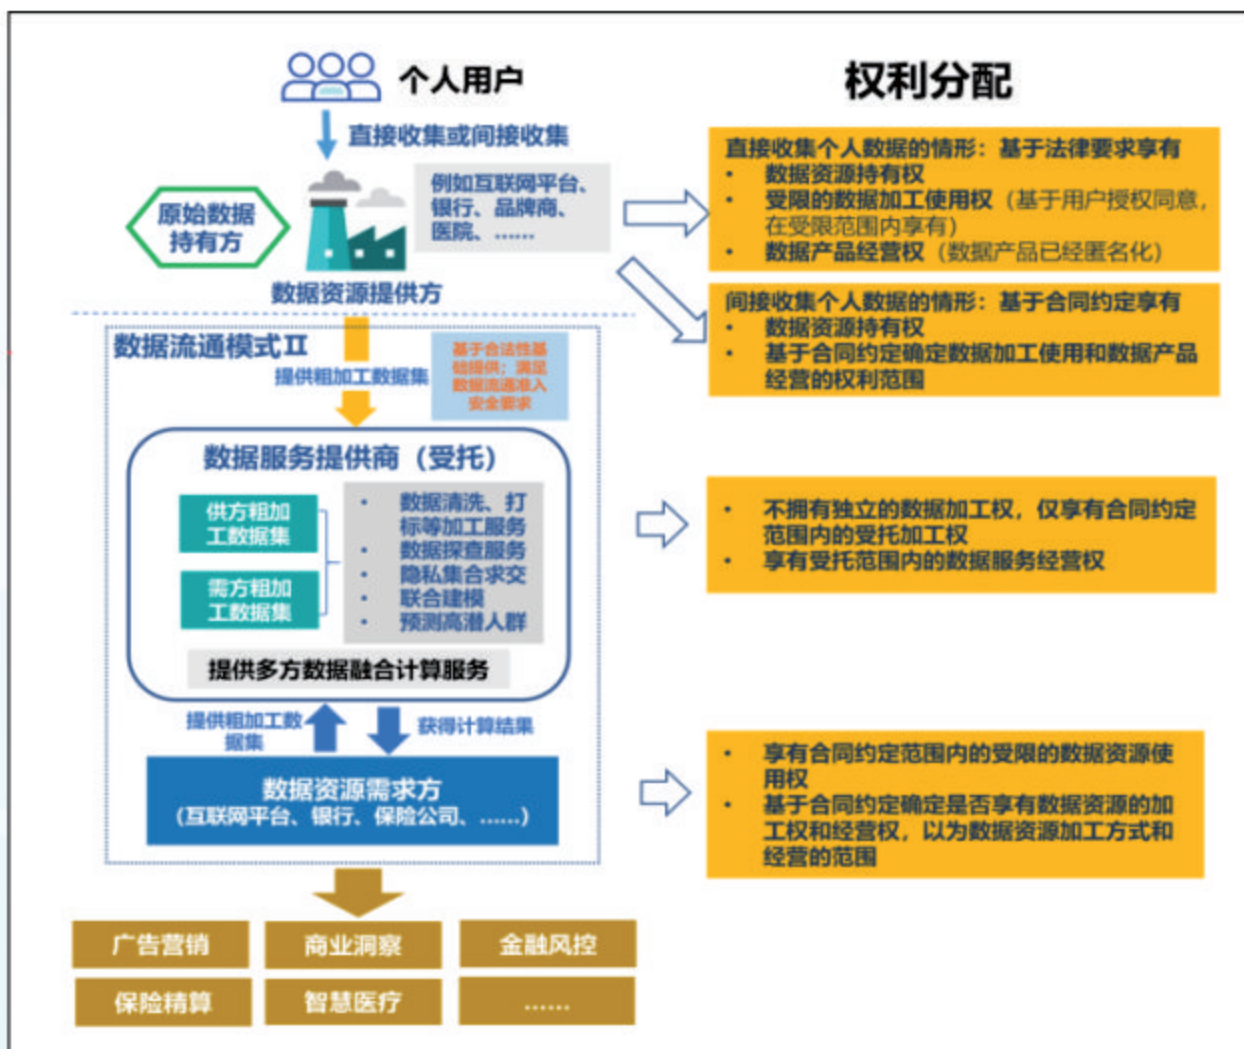 个人用户
权利分配
直接收集或间接收集
原始数据
持有方
例如互联网平台、
银行、品牌商、
医院、……
数据资源提供方
直接收集个人数据的情形：基于法律要求享有
• 数据资源持有权
• 受限的数据加工使用权（基于用户授权同意，
在受限范围内享有）
• 数据产品经营权（数据产品已经匿名化）
间接收集个人数据的情形：基于合同约定享有
• 数据资源持有权
• 基于合同约定确定数据加工使用和数据产品
经营的权利范围
数据流通模式Ⅱ
提供粗加工数据集
基于合法性基
础提供；满足
数据流通准入
安全要求
数据服务提供商（受托）
供方粗加
工数据集
需方粗加
工数据集
• 数据清洗、打
标等加工服务
• 数据探查服务
• 隐私集合求交
• 联合建模
• 预测高潜人群
提供多方数据融合计算服务
• 不拥有独立的数据加工权，仅享有合同约定
范围内的受托加工权
• 享有受托范围内的数据服务经营权
提供粗加工数
据集
获得计算结果
数据资源需求方
（互联网平台、银行、保险公司、……）
• 享有合同约定范围内的受限的数据资源使
用权
• 基于合同约定确定是否享有数据资源的加
工权和经营权，以为数据资源加工方式和
经营的范围
广告营销
商业洞察
金融风控
保险精算
智慧医疗
……